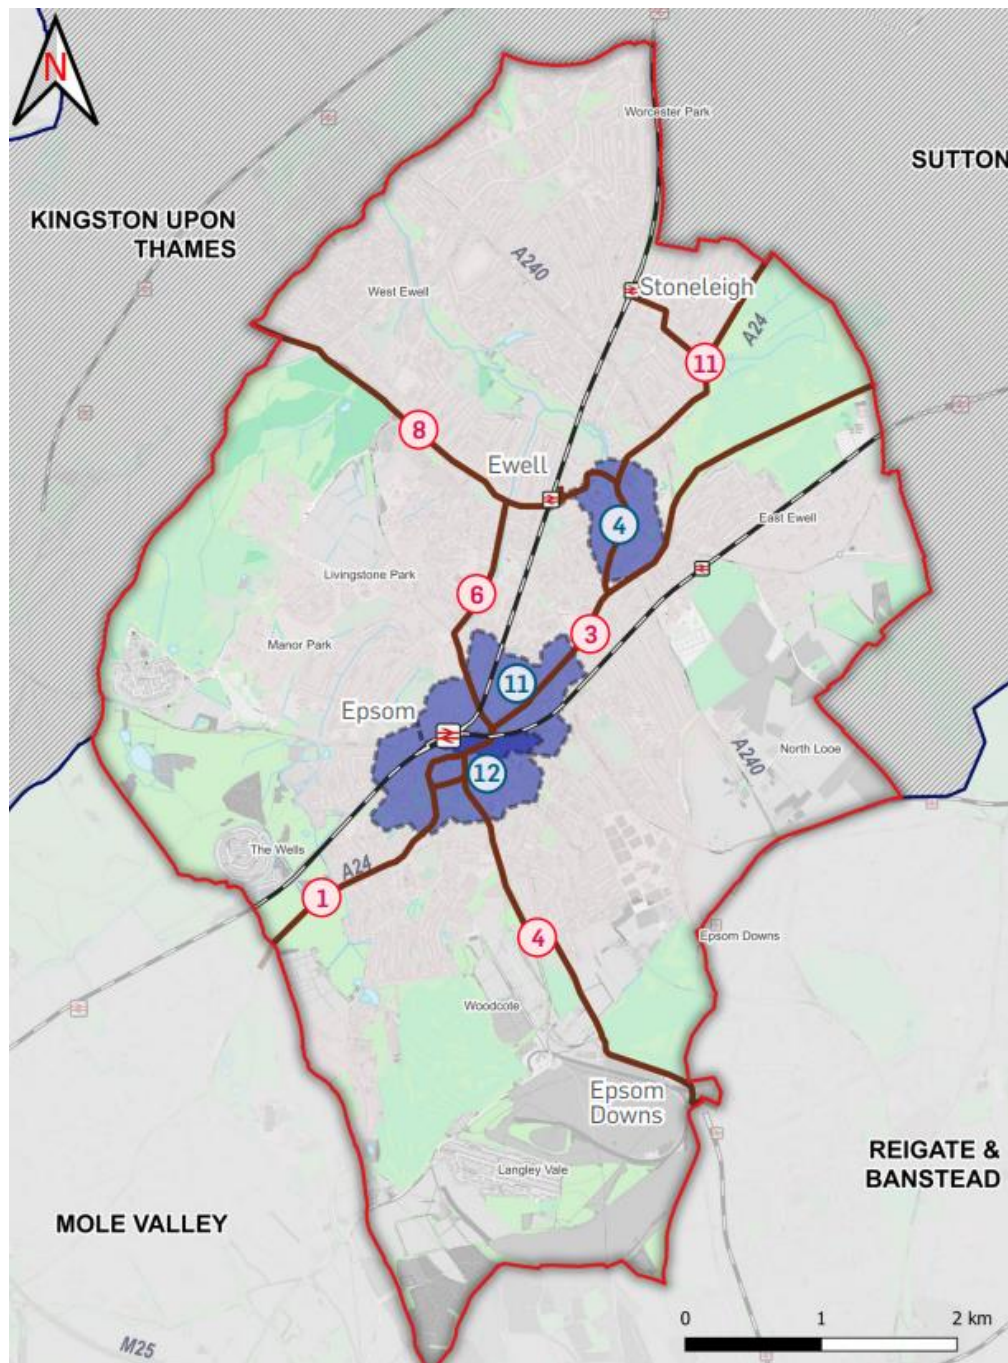 N
Worcester Park
SUTTON
KINGSTON UPON
THAMES
A240
Stoneleigh
West Ewell
A24
11
8
Ewell
4
East Ewell
Livingstone Park
6
3
Manor Park
11
Epsom
12
North Looe
A240
The Wells
A24
1
4
Epsom Downs
Woodcote
Epsom
Downs
Langley Vale
REIGATE &
BANSTEAD
MOLE VALLEY
0 1 2 km
M25